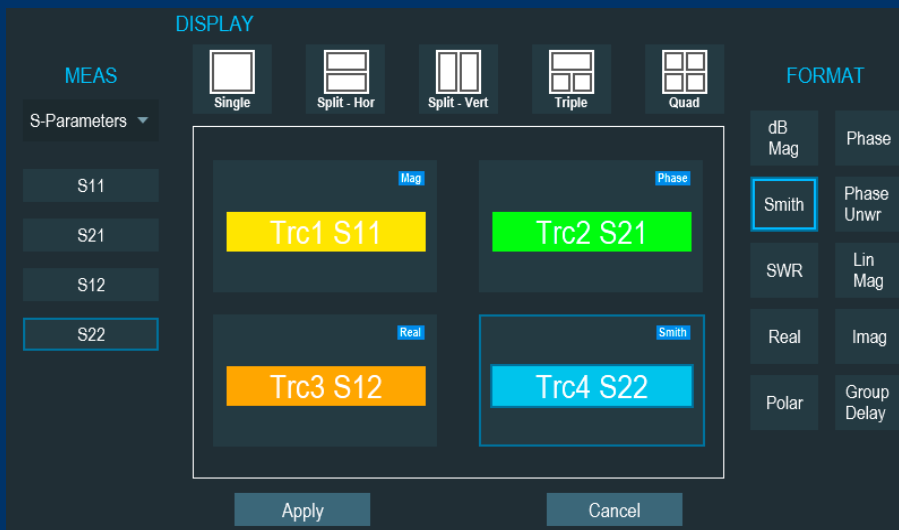 DISPLAY
MEAS
FORMAT
Single
Split - Hor
Split - Vert
Triple
Quad
S-Parameters
S11
S21
S12
S22
Mag
Trc1 S11
Phase
Trc2 S21
Real
Trc3 S12
Smith
Trc4 S22
dB
Mag
Phase
Smith
Phase
Unwr
SWR
Lin
Mag
Real
Imag
Polar
Group
Delay
Apply
Cancel